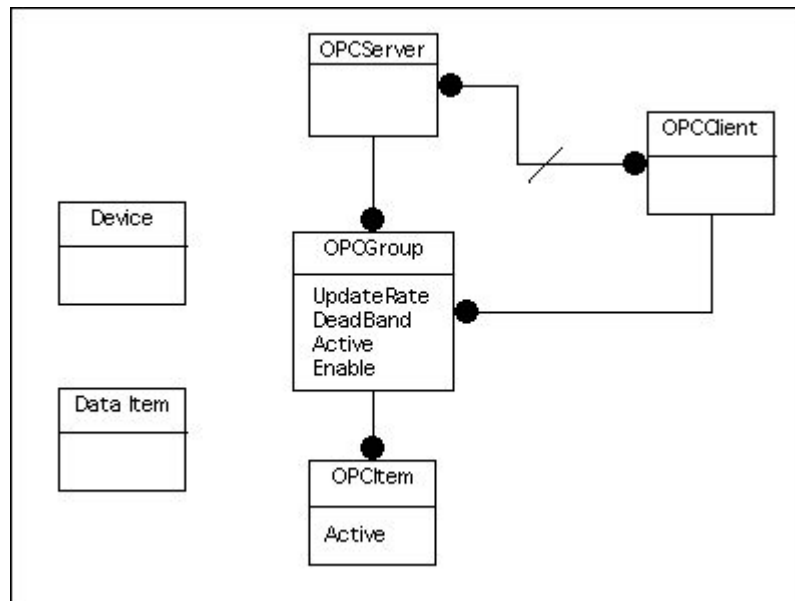 OPCServer
OPCClient
Device
OPCGroup
UpdateRate
DeadBand
Active
Enable
Data Item
OPCItem
Active